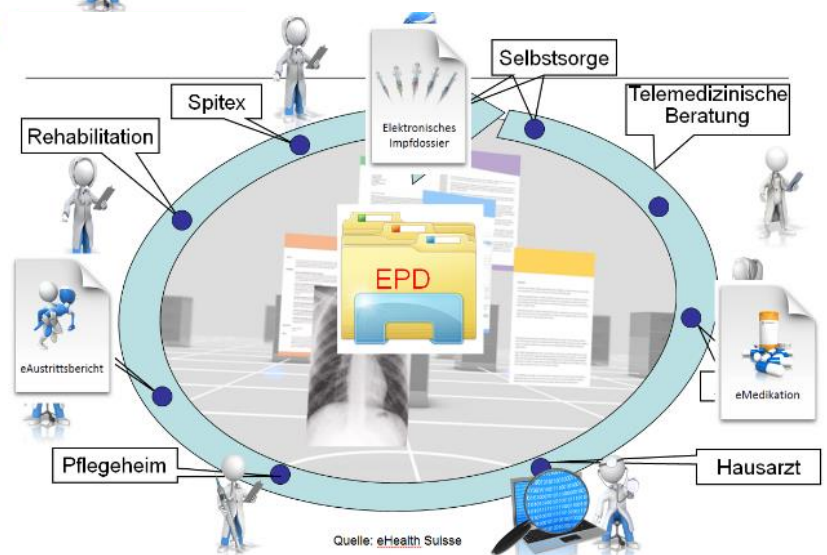 Selbstsorge
Elektronisches
Impfdossier
Spitex
Telemedizinische
Beratung
Rehabilitation
EPD
eAustrittsbericht
eMedikation
Pflegeheim
Hausarzt
Quelle: eHealth Suisse